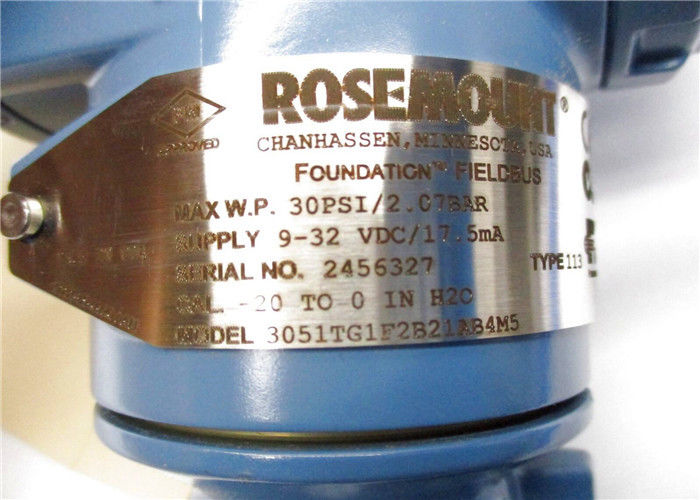 ROSEMOUNT®
APPROVED
CHANHASSEN, MINNESOTA, USA
FOUNDATION™ FIELDBUS
MAX W.P. 30PSI/2.07BAR
SUPPLY 9-32 VDC/17.5mA
SERIAL NO. 2456327
TYPE 113
CAL. -20 TO 0 IN H2O
MODEL 3051TG1F2B21AB4M5